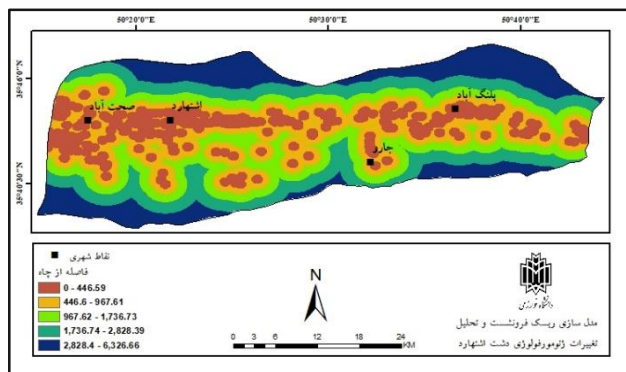 50°20'0"E 50°30'0"E 50°40'0"E
35°46'0"N
35°40'30"N
صحت آباد
اشتهارد
پلنگ آباد
جارو
نقاط شهری
فاصله از چاه
0 - 446.59
446.6 - 967.61
967.62 - 1,736.73
1,736.74 - 2,828.39
2,828.4 - 6,326.66
N
0 3 6 12 18 24
KM
دانشگاه خوارزمی
مدل سازی ریسک فرونشست و تحلیل
تغییرات ژئومورفولوژی دشت اشتهارد